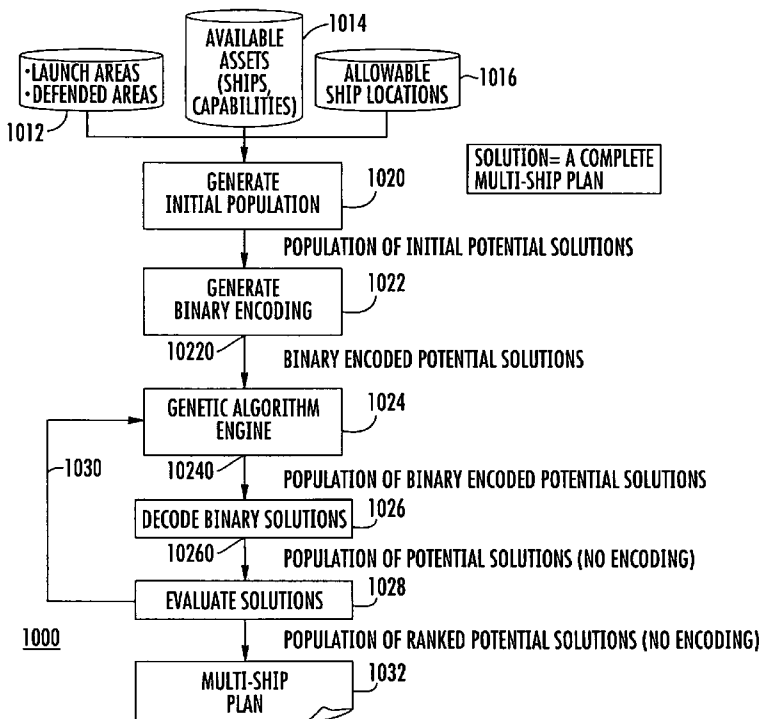 1014
AVAILABLE
ASSETS
(SHIPS,
CAPABILITIES)
•LAUNCH AREAS
•DEFENDED AREAS
1012
ALLOWABLE
SHIP LOCATIONS
1016
SOLUTION= A COMPLETE
MULTI-SHIP PLAN
GENERATE
INITIAL POPULATION
1020
POPULATION OF INITIAL POTENTIAL SOLUTIONS
GENERATE
BINARY ENCODING
1022
10220
BINARY ENCODED POTENTIAL SOLUTIONS
GENETIC ALGORITHM
ENGINE
1024
1030
10240
POPULATION OF BINARY ENCODED POTENTIAL SOLUTIONS
DECODE BINARY SOLUTIONS
1026
10260
POPULATION OF POTENTIAL SOLUTIONS (NO ENCODING)
EVALUATE SOLUTIONS
1028
1000
POPULATION OF RANKED POTENTIAL SOLUTIONS (NO ENCODING)
MULTI-SHIP
PLAN
1032